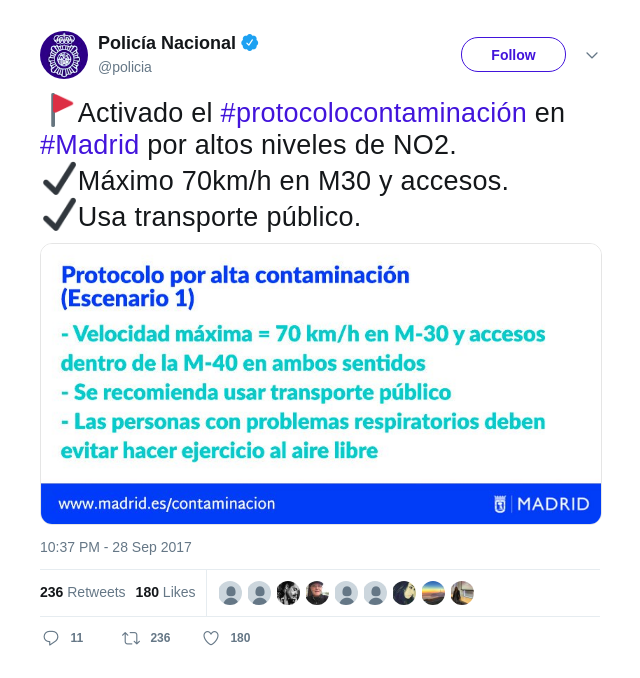 Policía Nacional
@policia
Follow
Activado el #protocolocontaminación en
#Madrid por altos niveles de NO2.
Máximo 70km/h en M30 y accesos.
Usa transporte público.
Protocolo por alta contaminación
(Escenario 1)
- Velocidad máxima = 70 km/h en M-30 y accesos
dentro de la M-40 en ambos sentidos
- Se recomienda usar transporte público
- Las personas con problemas respiratorios deben
evitar hacer ejercicio al aire libre
www.madrid.es/contaminacion MADRID
10:37 PM - 28 Sep 2017
236 Retweets 180 Likes
11 236 180